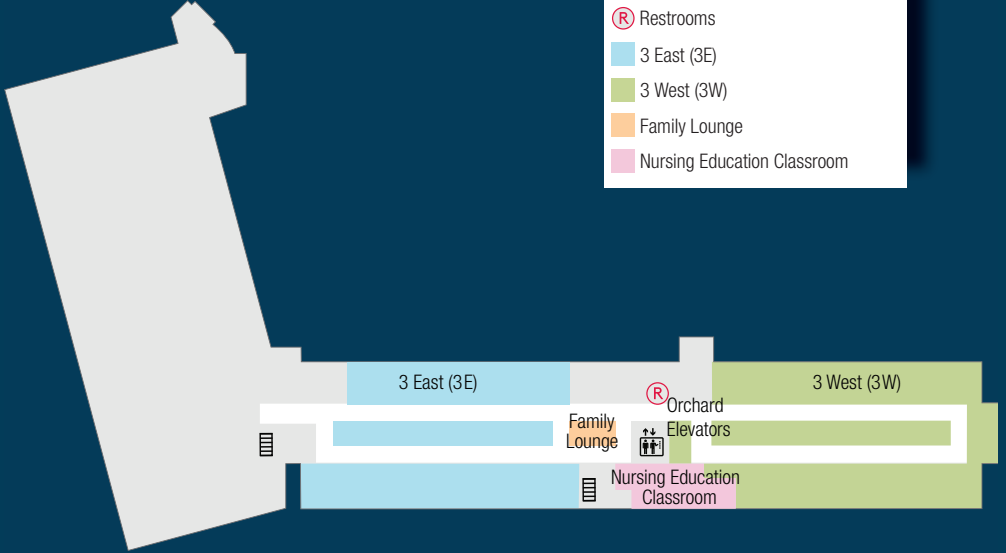 R Restrooms
3 East (3E)
3 West (3W)
Family Lounge
Nursing Education Classroom
3 East (3E)
3 West (3W)
R
Orchard
Elevators
Family
Lounge
Nursing Education
Classroom